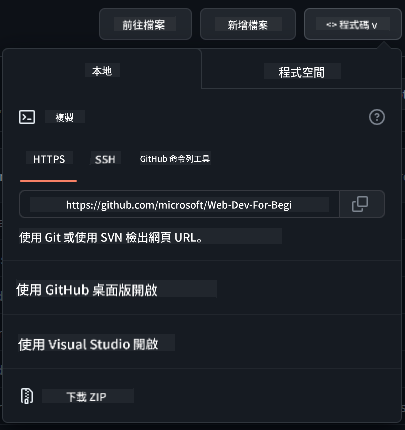 前往檔案 新增檔案 <> 程式碼 v
本地 程式空間
複製
HTTPS SSH GitHub 命令列工具
https://github.com/microsoft/Web-Dev-For-Begi
使用 Git 或使用 SVN 檢出網頁 URL。
使用 GitHub 桌面版開啟
使用 Visual Studio 開啟
下載 ZIP